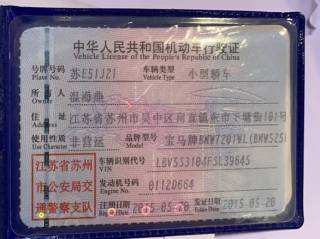 中华人民共和国机动车行驶证
Vehicle License of the People's Republic of China
号牌号码 苏E51J21 车辆类型 小型轿车
Plate No. Vehicle Type
所有人 温海燕
Owner
住址 江苏省苏州市吴中区甪直镇东市下塘街101号
Address
使用性质 非营运 品牌型号 宝马牌BMW7201WL(BMW525I
Use Character Model
江苏省苏州
市公安局交
通警察支队
车辆识别代号 LBV5S3104FSL39645
VIN
发动机号码 0112D664
Engine No.
注册日期 2015-05-28 发证日期 2015-05-28
Register Date Issue Date